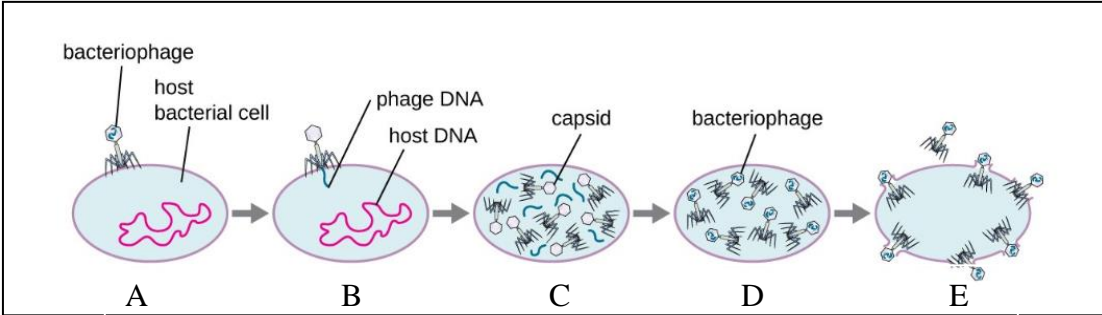 bacteriophage
host
bacterial cell
phage DNA
host DNA
capsid
bacteriophage
A
B
C
D
E